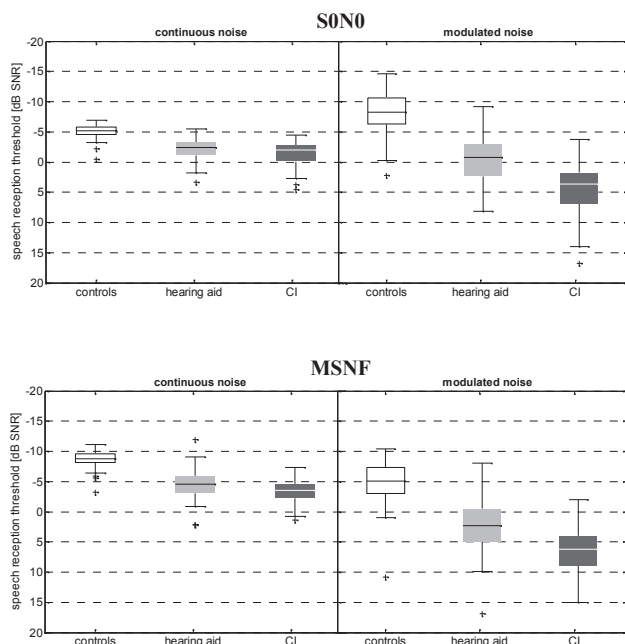 S0N0
continuous noise
modulated noise
speech reception threshold [dB SNR]
-20
-15
-10
-5
0
5
10
15
20
controls
hearing aid
CI
controls
hearing aid
CI
MSNF
continuous noise
modulated noise
speech reception threshold [dB SNR]
-20
-15
-10
-5
0
5
10
15
20
controls
hearing aid
CI
controls
hearing aid
CI